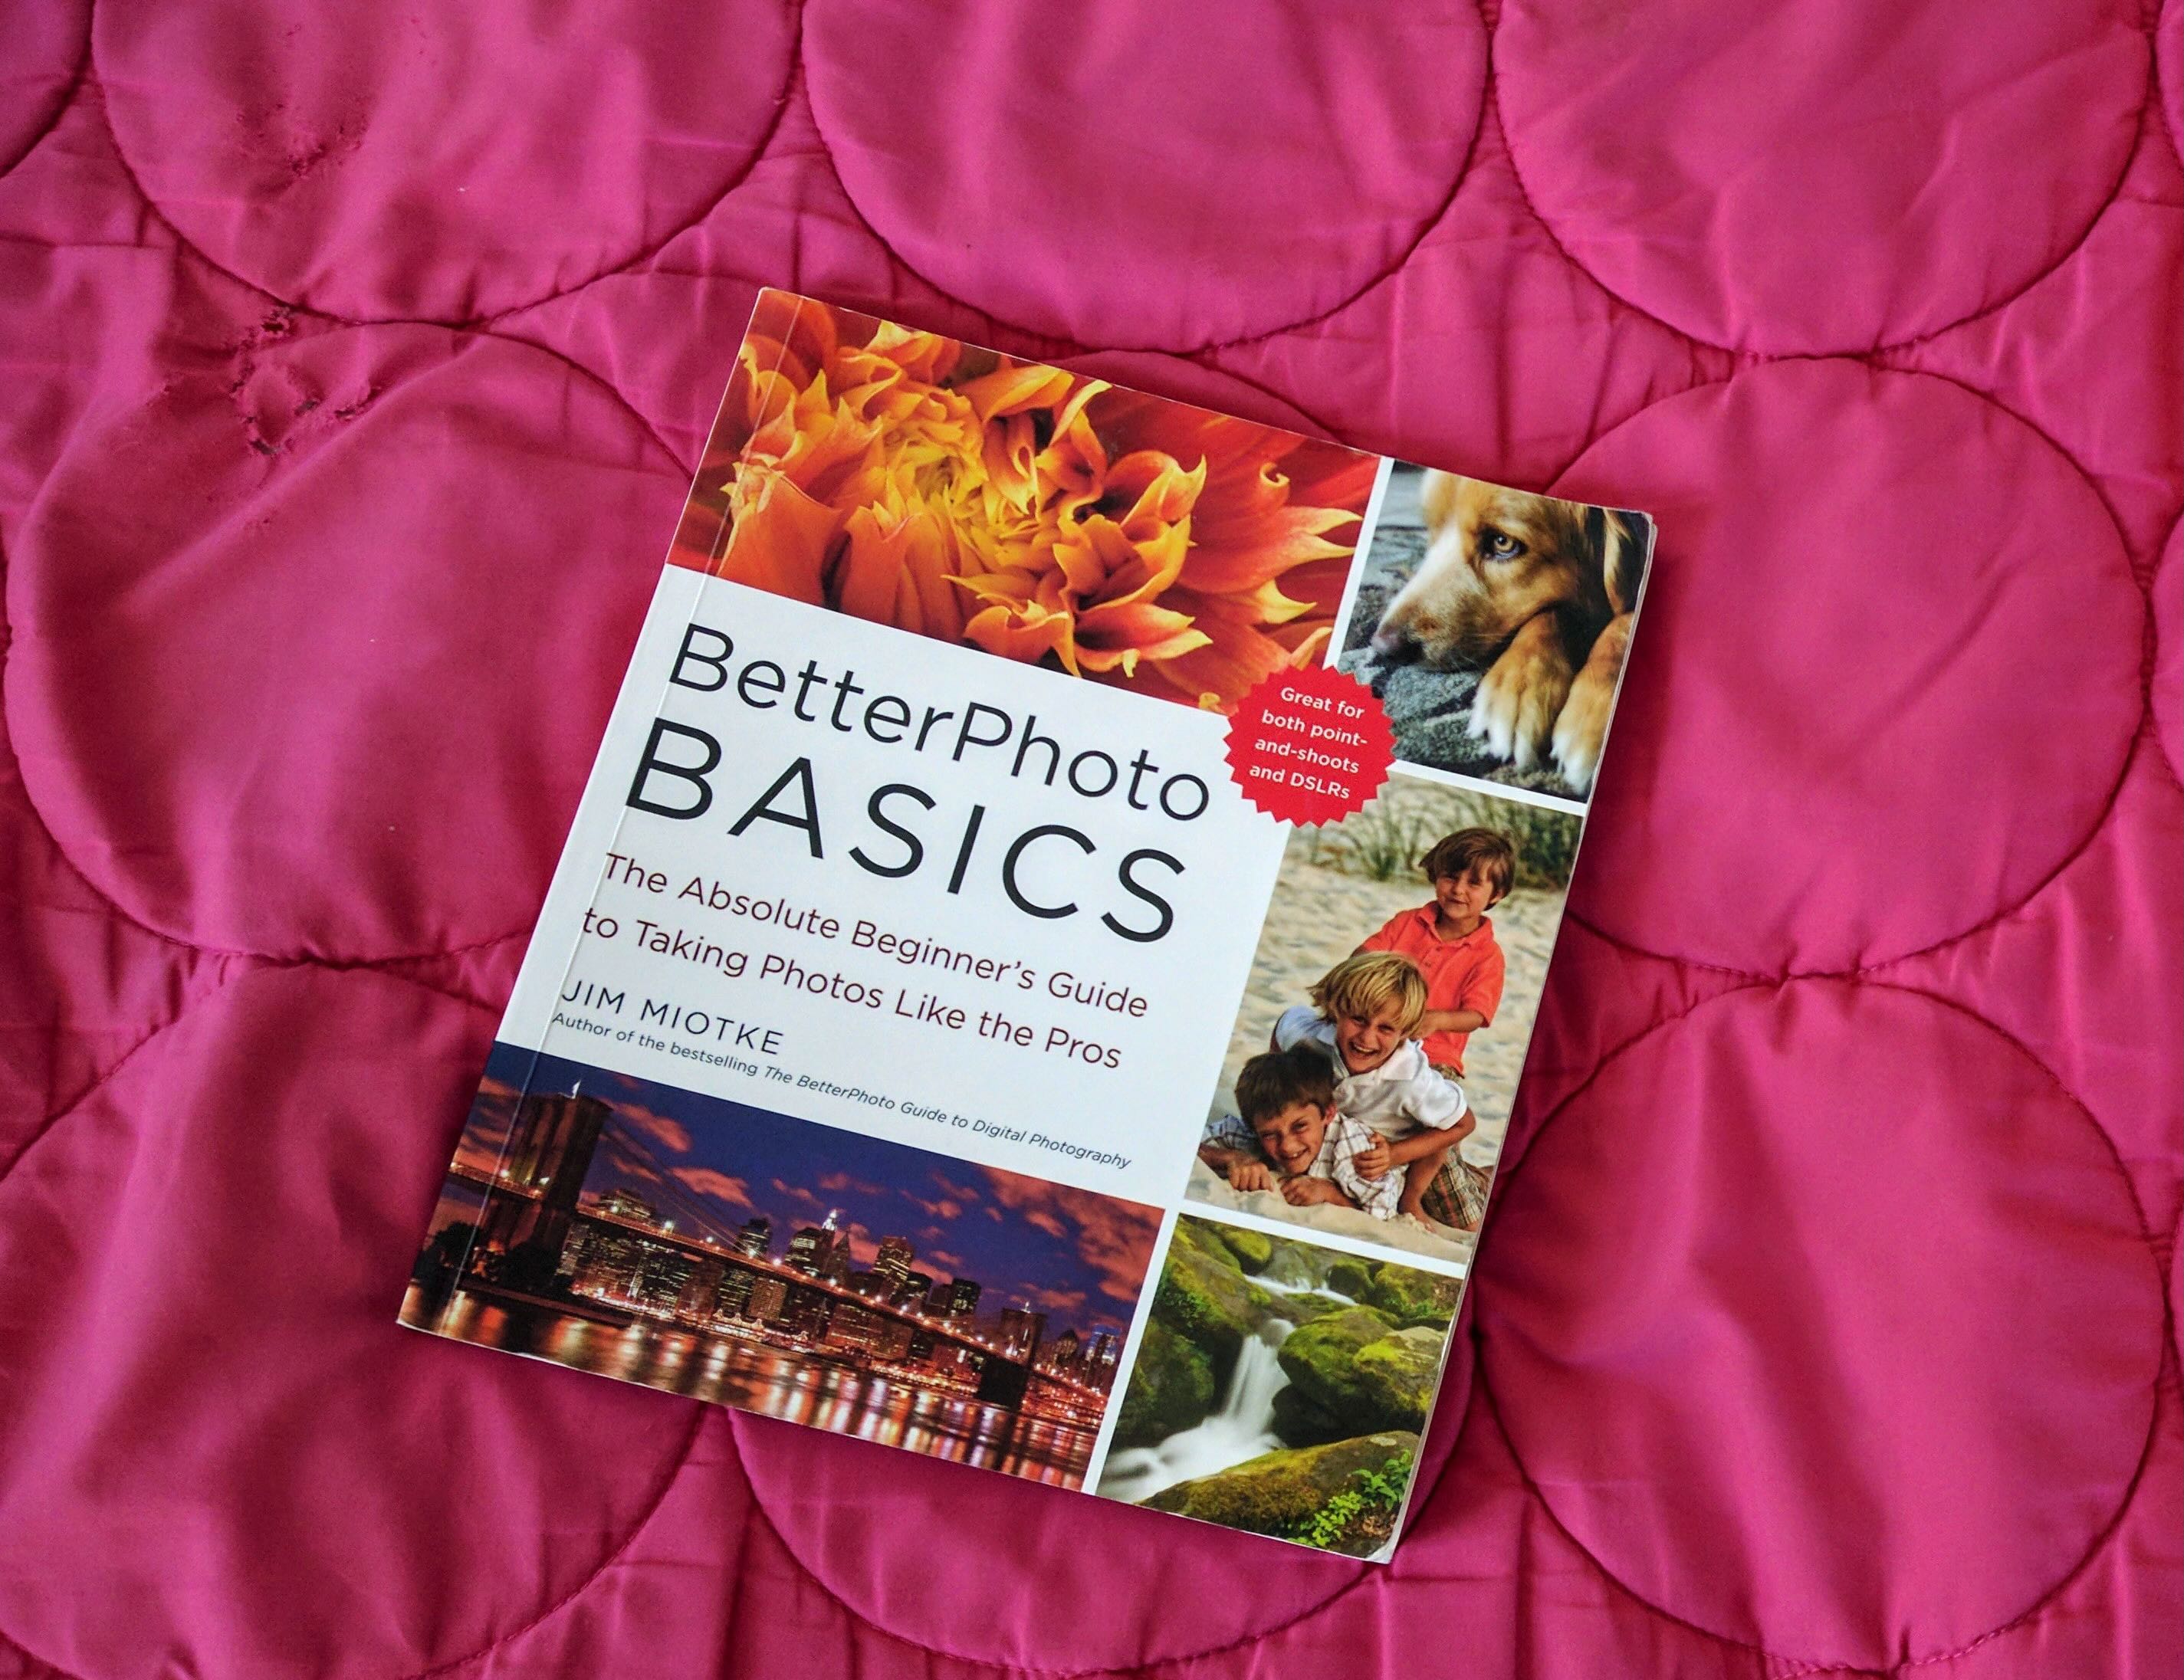 BetterPhoto
BASICS
The Absolute Beginner's Guide
to Taking Photos Like the Pros
JIM MIOTKE
Author of the bestselling The BetterPhoto Guide to Digital Photography
Great for
both point-
and-shoots
and DSLRs